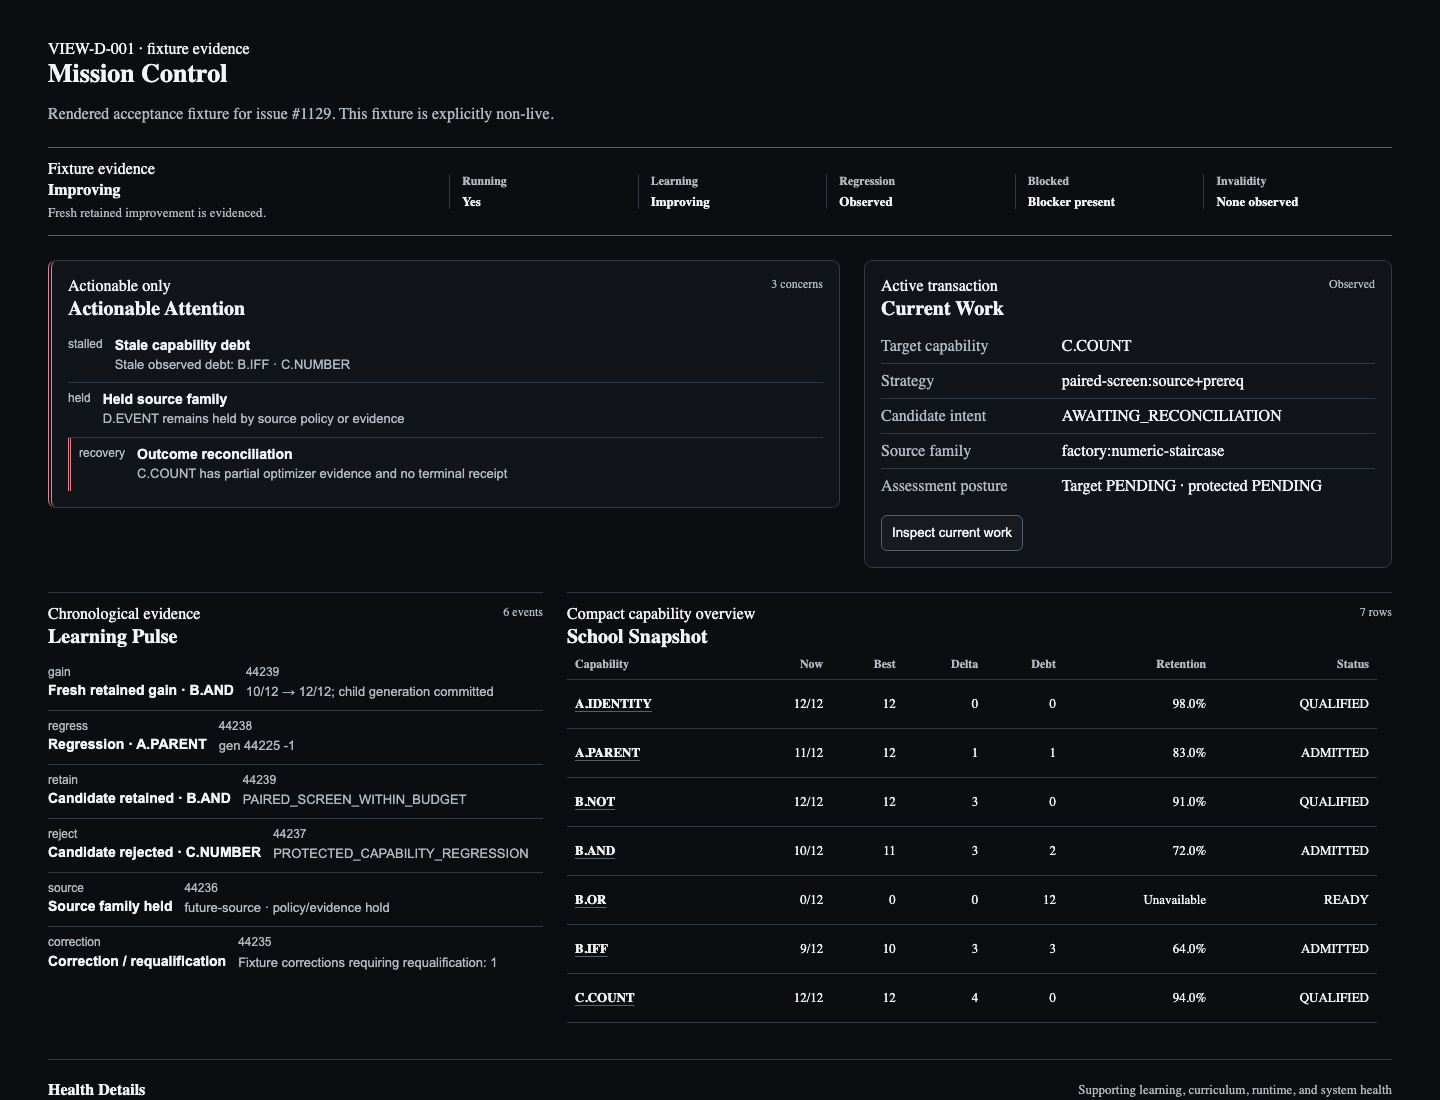 VIEW-D-001 · fixture evidence
Mission Control
Rendered acceptance fixture for issue #1129. This fixture is explicitly non-live.
Fixture evidence
Improving
Fresh retained improvement is evidenced.
Running
Yes
Learning
Improving
Regression
Observed
Blocked
Blocker present
Invalidity
None observed
Actionable only
3 concerns
Actionable Attention
stalled Stale capability debt
Stale observed debt: B.IFF · C.NUMBER
held Held source family
D.EVENT remains held by source policy or evidence
recovery Outcome reconciliation
C.COUNT has partial optimizer evidence and no terminal receipt
Active transaction
Observed
Current Work
Target capability C.COUNT
Strategy paired-screen:source+prereq
Candidate intent AWAITING_RECONCILIATION
Source family factory:numeric-staircase
Assessment posture Target PENDING · protected PENDING
Inspect current work
Chronological evidence
6 events
Learning Pulse
gain 44239
Fresh retained gain · B.AND 10/12 → 12/12; child generation committed
regress 44238
Regression · A.PARENT gen 44225 -1
retain 44239
Candidate retained · B.AND PAIRED_SCREEN_WITHIN_BUDGET
reject 44237
Candidate rejected · C.NUMBER PROTECTED_CAPABILITY_REGRESSION
source 44236
Source family held future-source · policy/evidence hold
correction 44235
Correction / requalification Fixture corrections requiring requalification: 1
Compact capability overview
7 rows
School Snapshot
Capability Now Best Delta Debt Retention Status
A.IDENTITY 12/12 12 0 0 98.0% QUALIFIED
A.PARENT 11/12 12 1 1 83.0% ADMITTED
B.NOT 12/12 12 3 0 91.0% QUALIFIED
B.AND 10/12 11 3 2 72.0% ADMITTED
B.OR 0/12 0 0 12 Unavailable READY
B.IFF 9/12 10 3 3 64.0% ADMITTED
C.COUNT 12/12 12 4 0 94.0% QUALIFIED
Health Details
Supporting learning, curriculum, runtime, and system health